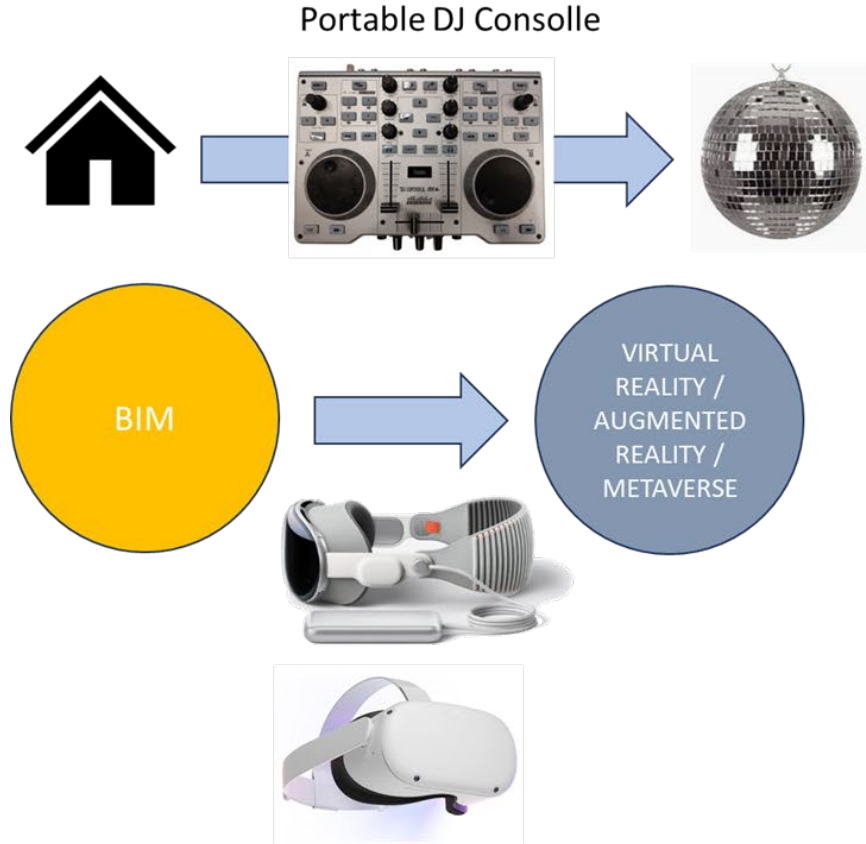 Portable DJ Consolle
BIM
VIRTUAL
REALITY /
AUGMENTED
REALITY /
METAVERSE